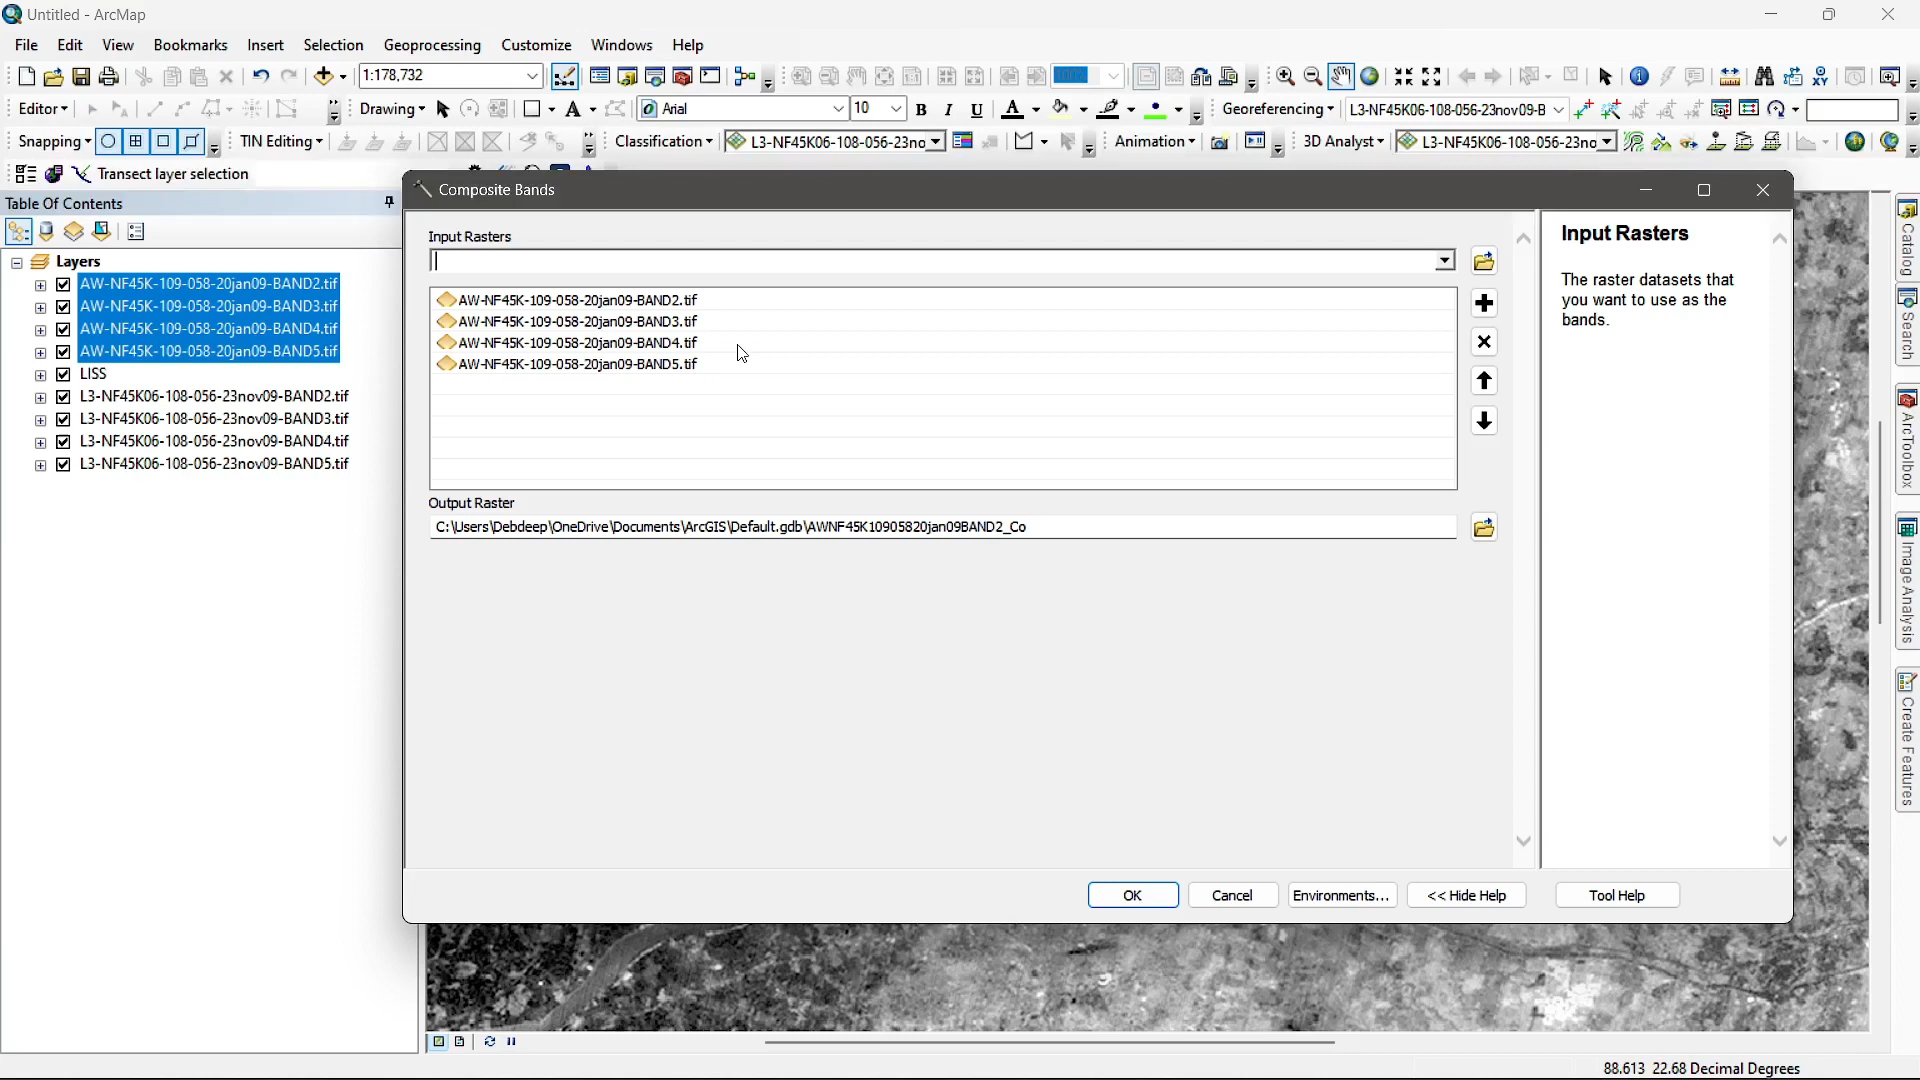 Untitled - ArcMap
File Edit View Bookmarks Insert Selection Geoprocessing Customize Windows Help
1:178,732
Editor Drawing A Arial 10 B I U A Georeferencing L3-NF45K06-108-056-23nov09-B
Snapping TIN Editing Classification L3-NF45K06-108-056-23no Animation 3D Analyst L3-NF45K06-108-056-23no
Transect layer selection
Table Of Contents
Layers
AW-NF45K-109-058-20jan09-BAND2.tif
AW-NF45K-109-058-20jan09-BAND3.tif
AW-NF45K-109-058-20jan09-BAND4.tif
AW-NF45K-109-058-20jan09-BAND5.tif
LISS
L3-NF45K06-108-056-23nov09-BAND2.tif
L3-NF45K06-108-056-23nov09-BAND3.tif
L3-NF45K06-108-056-23nov09-BAND4.tif
L3-NF45K06-108-056-23nov09-BAND5.tif
Composite Bands
Input Rasters
AW-NF45K-109-058-20jan09-BAND2.tif
AW-NF45K-109-058-20jan09-BAND3.tif
AW-NF45K-109-058-20jan09-BAND4.tif
AW-NF45K-109-058-20jan09-BAND5.tif
Output Raster
C:\Users\Debdeep\OneDrive\Documents\ArcGIS\Default.gdb\AWNF45K10905820jan09BAND2_Co
Input Rasters
The raster datasets that
you want to use as the
bands.
OK Cancel Environments... << Hide Help Tool Help
Catalog
Search
ArcToolbox
Image Analysis
Create Features
88.613 22.68 Decimal Degrees